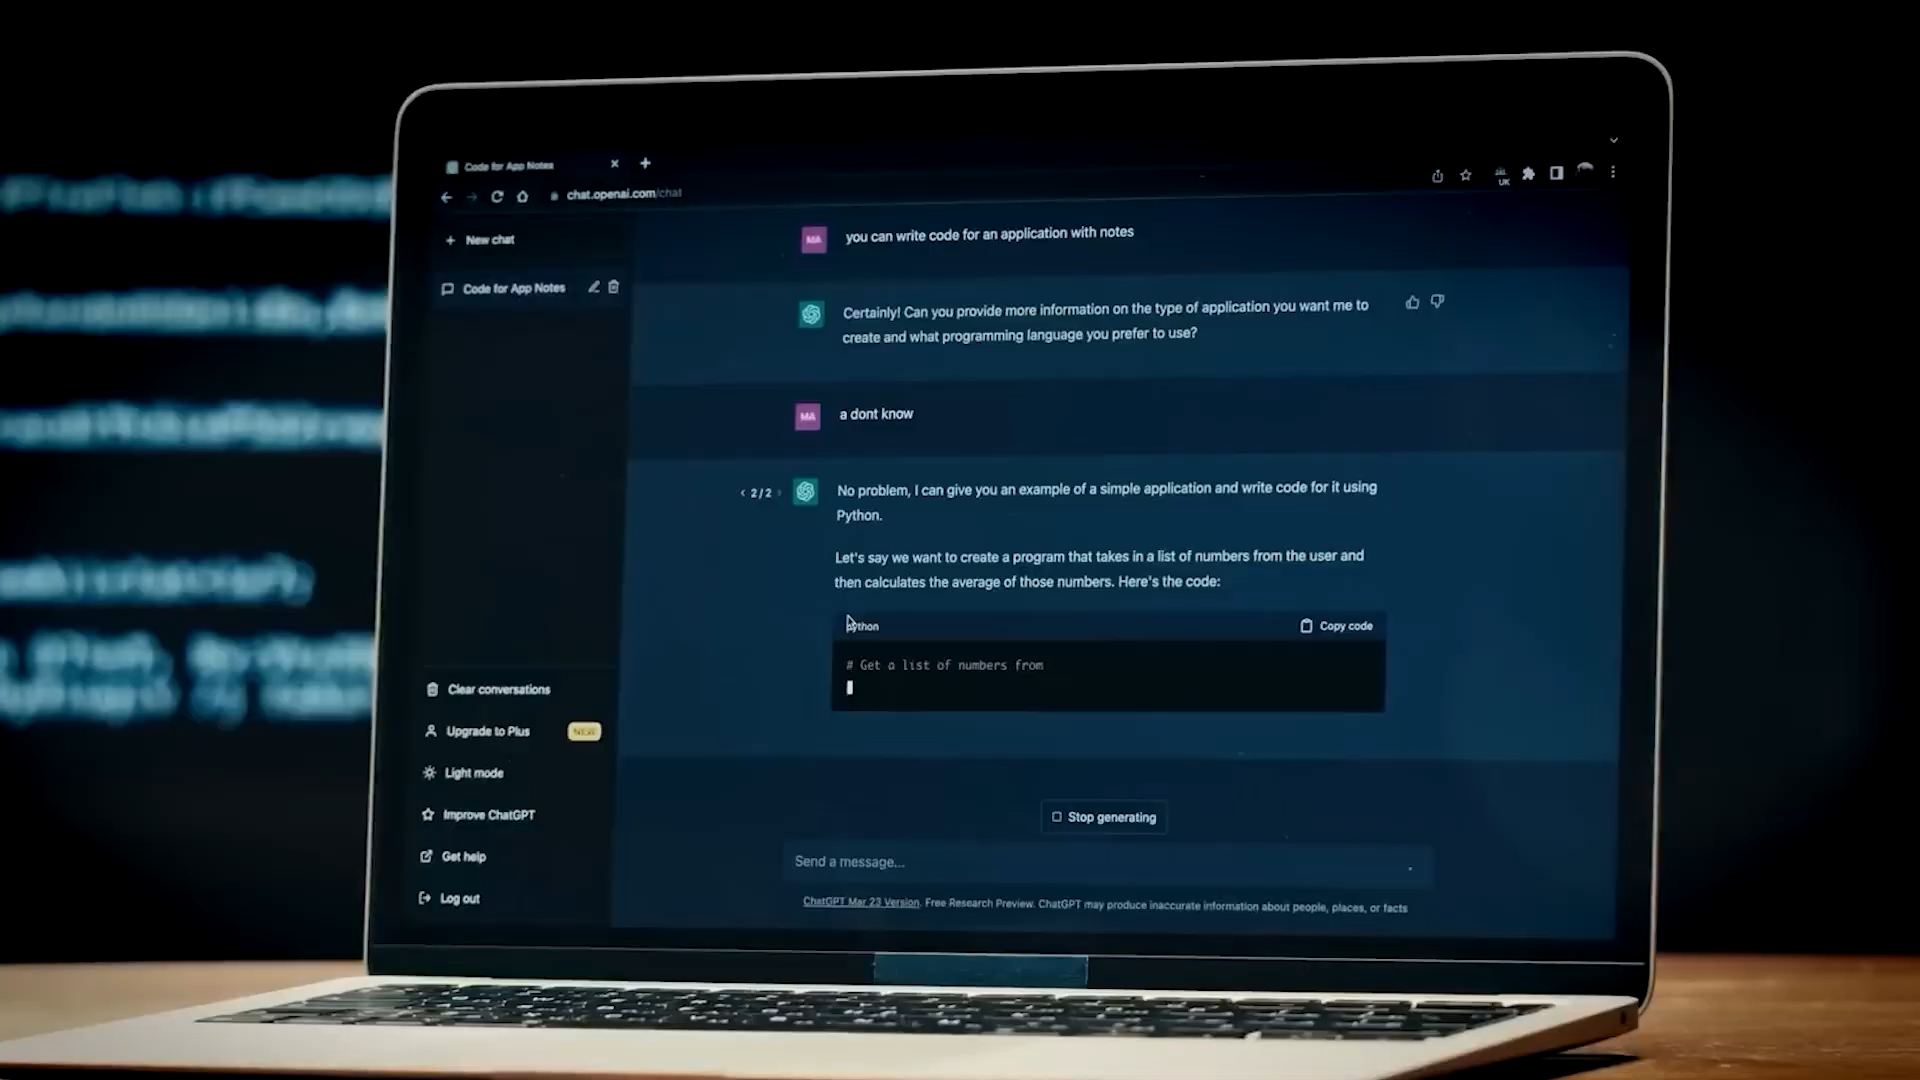 Code for App Notes
chat.openai.com/chat
UK
New chat
Code for App Notes
Clear conversations
Upgrade to Plus
NEW
Light mode
Improve ChatGPT
Get help
Log out
MA
you can write code for an application with notes
Certainly! Can you provide more information on the type of application you want me to
create and what programming language you prefer to use?
MA
a dont know
< 2 / 2 >
No problem, I can give you an example of a simple application and write code for it using
Python.
Let's say we want to create a program that takes in a list of numbers from the user and
then calculates the average of those numbers. Here's the code:
python
Copy code
# Get a list of numbers from
Stop generating
Send a message...
ChatGPT Mar 23 Version. Free Research Preview. ChatGPT may produce inaccurate information about people, places, or facts